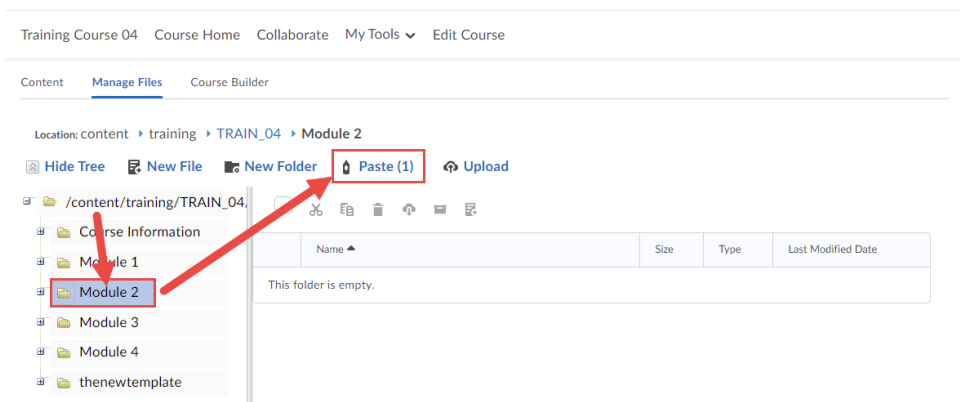 Training Course 04 Course Home Collaborate My Tools Edit Course
Content Manage Files Course Builder
Location: content training TRAIN_04 Module 2
Hide Tree New File New Folder Paste (1) Upload
/content/training/TRAIN_04,
Course Information
Module 1
Name Size Type Last Modified Date
Module 2
This folder is empty.
Module 3
Module 4
thenewtemplate